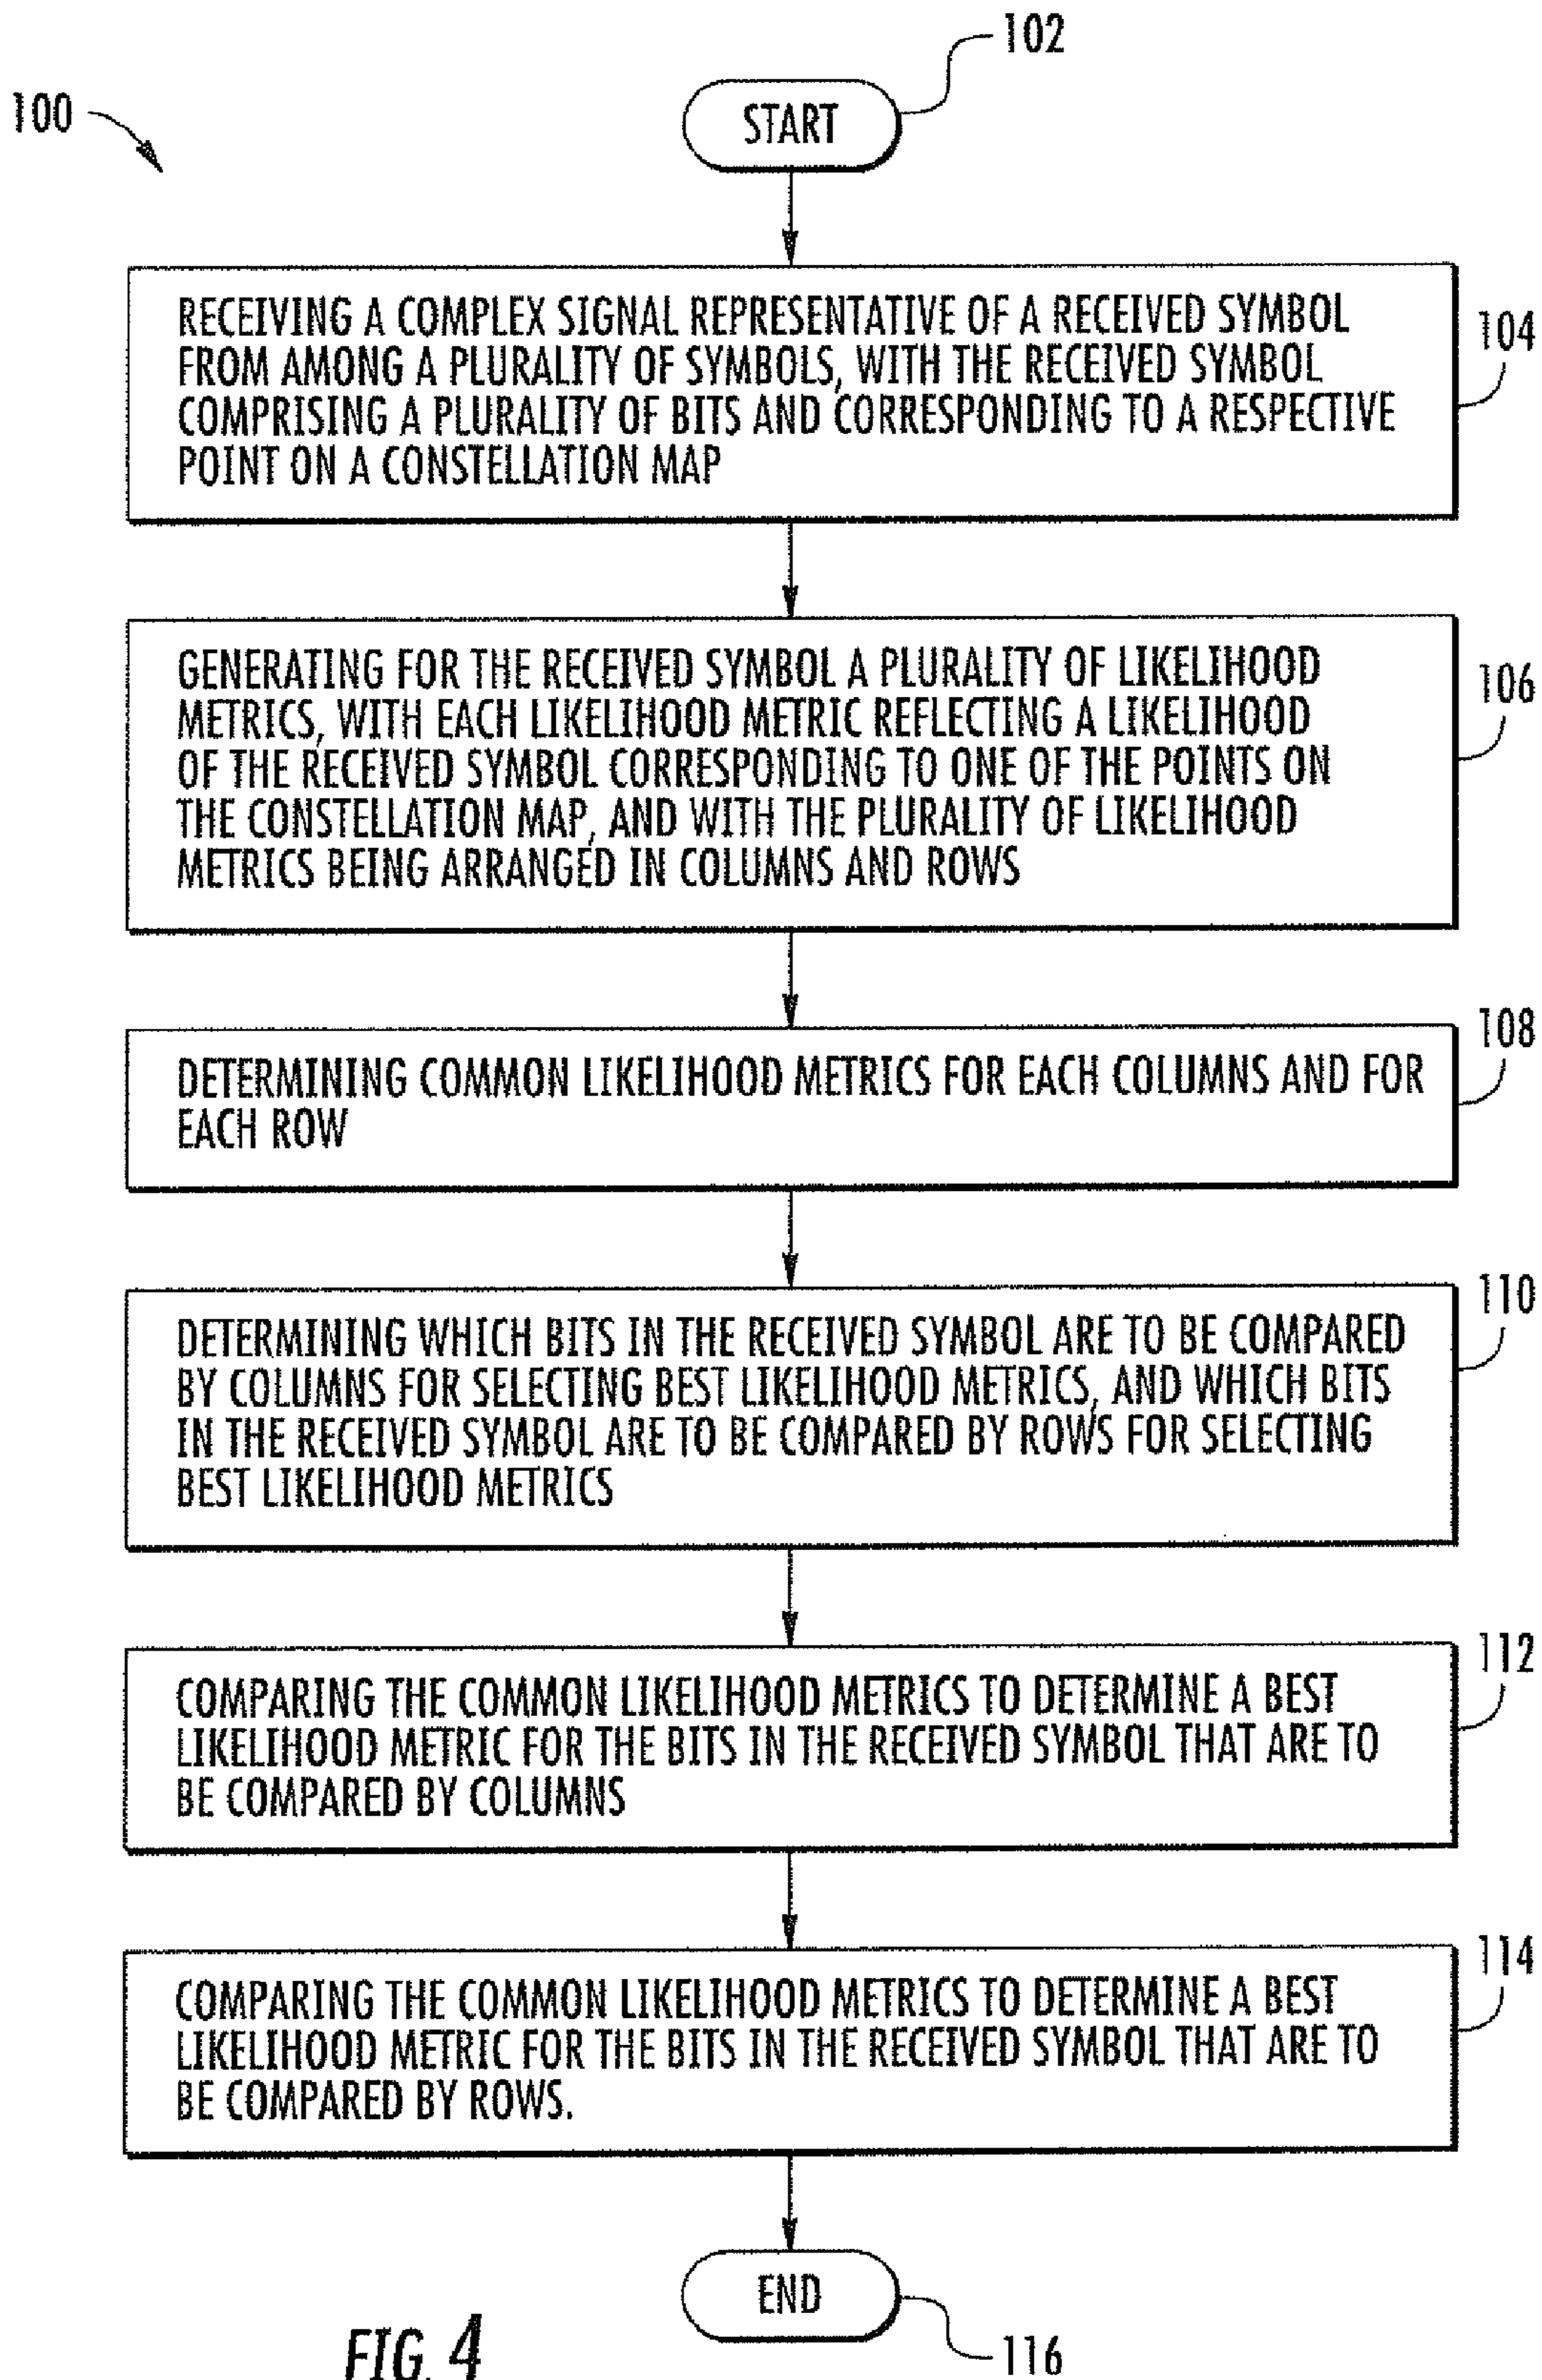 102
100
START
RECEIVING A COMPLEX SIGNAL REPRESENTATIVE OF A RECEIVED SYMBOL
FROM AMONG A PLURALITY OF SYMBOLS, WITH THE RECEIVED SYMBOL
COMPRISING A PLURALITY OF BITS AND CORRESPONDING TO A RESPECTIVE
POINT ON A CONSTELLATION MAP
104
GENERATING FOR THE RECEIVED SYMBOL A PLURALITY OF LIKELIHOOD
METRICS, WITH EACH LIKELIHOOD METRIC REFLECTING A LIKELIHOOD
OF THE RECEIVED SYMBOL CORRESPONDING TO ONE OF THE POINTS ON
THE CONSTELLATION MAP, AND WITH THE PLURALITY OF LIKELIHOOD
METRICS BEING ARRANGED IN COLUMNS AND ROWS
106
DETERMINING COMMON LIKELIHOOD METRICS FOR EACH COLUMNS AND FOR
EACH ROW
108
DETERMINING WHICH BITS IN THE RECEIVED SYMBOL ARE TO BE COMPARED
BY COLUMNS FOR SELECTING BEST LIKELIHOOD METRICS, AND WHICH BITS
IN THE RECEIVED SYMBOL ARE TO BE COMPARED BY ROWS FOR SELECTING
BEST LIKELIHOOD METRICS
110
COMPARING THE COMMON LIKELIHOOD METRICS TO DETERMINE A BEST
LIKELIHOOD METRIC FOR THE BITS IN THE RECEIVED SYMBOL THAT ARE TO
BE COMPARED BY COLUMNS
112
COMPARING THE COMMON LIKELIHOOD METRICS TO DETERMINE A BEST
LIKELIHOOD METRIC FOR THE BITS IN THE RECEIVED SYMBOL THAT ARE TO
BE COMPARED BY ROWS.
114
END
116
FIG. 4